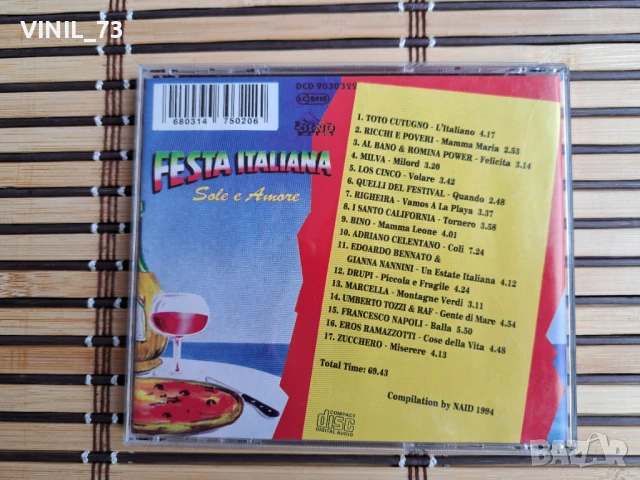 VINIL_73
DCD 9030322
LC 8410
680314 750206
DINO
FESTA ITALIANA
Sole e Amore
1. TOTO CUTUGNO - L'Italiano 4.17
2. RICCHI E POVERI - Mamma Maria 2.53
3. AL BANO & ROMINA POWER - Felicita 3.14
4. MILVA - Milord 3.20
5. LOS CINCO - Volare 3.42
6. QUELLI DEL FESTIVAL - Quando 2.48
7. RIGHEIRA - Vamos A La Playa 3.37
8. I SANTO CALIFORNIA - Tornero 3.58
9. BINO - Mamma Leone 4.01
10. ADRIANO CELENTANO - Coli 7.24
11. EDOARDO BENNATO &
GIANNA NANNINI - Un Estate Italiana 4.12
12. DRUPI - Piccola e Fragile 4.24
13. MARCELLA - Montagne Verdi 3.11
14. UMBERTO TOZZI & RAF - Gente di Mare 4.54
15. FRANCESCO NAPOLI - Balla 5.50
16. EROS RAMAZZOTTI - Cose della Vita 4.48
17. ZUCCHERO - Miserere 4.13
Total Time: 69.43
Compilation by NAID 1994
COMPACT
disc
DIGITAL AUDIO
BAZAR